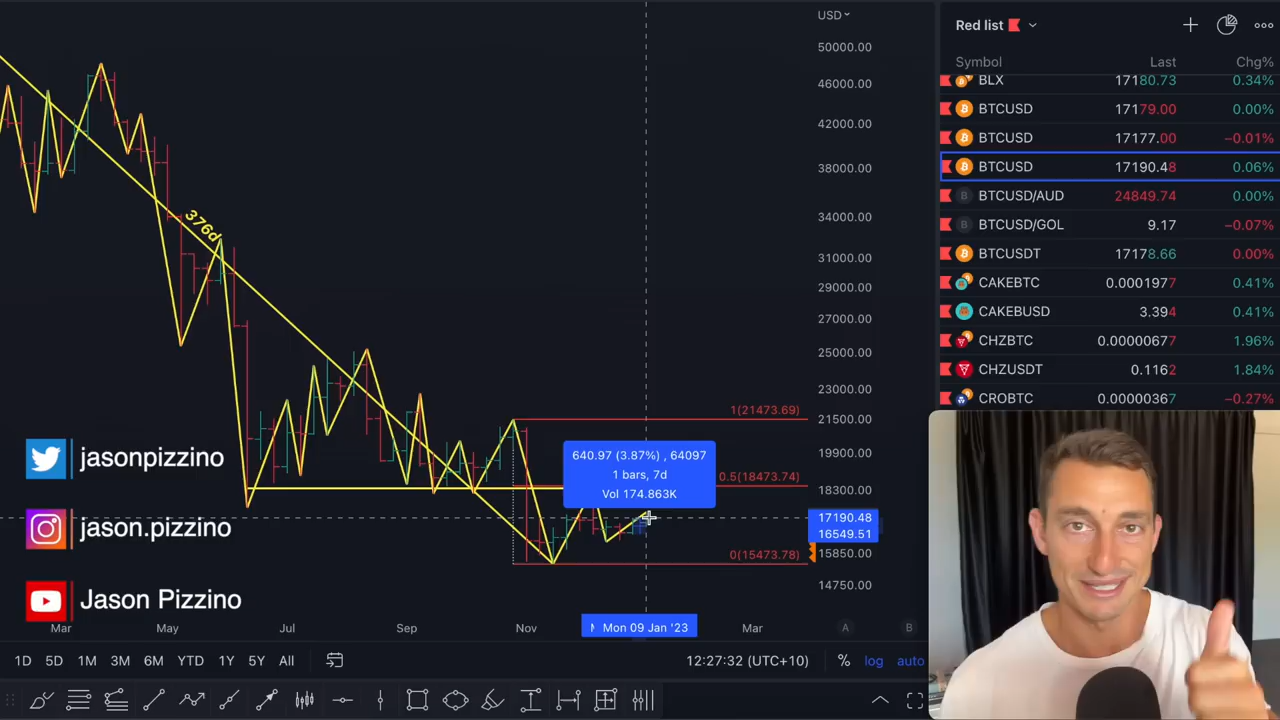 USD
50000.00
46000.00
42000.00
38000.00
34000.00
31000.00
29000.00
27000.00
25000.00
23000.00
21500.00
19900.00
18300.00
17190.48
16549.51
15850.00
14750.00
376d
1(21473.69)
0.5(18473.74)
0(15473.78)
640.97 (3.87%) , 64097
1 bars, 7d
Vol 174.863K
jasonpizzino
jason.pizzino
Jason Pizzino
Mar
May
Jul
Sep
Nov
Mon 09 Jan '23
Mar
A
B
1D 5D 1M 3M 6M YTD 1Y 5Y All
12:27:32 (UTC+10) % log auto
Red list
Symbol Last Chg%
BLX 17180.73 0.34%
BTCUSD 17179.00 0.00%
BTCUSD 17177.00 −0.01%
BTCUSD 17190.48 0.06%
BTCUSD/AUD 24849.74 0.00%
BTCUSD/GOL 9.17 −0.07%
BTCUSDT 17178.66 0.00%
CAKEBTC 0.0001977 0.41%
CAKEBUSD 3.394 0.41%
CHZBTC 0.00000677 1.96%
CHZUSDT 0.1162 1.84%
CROBTC 0.00000367 −0.27%